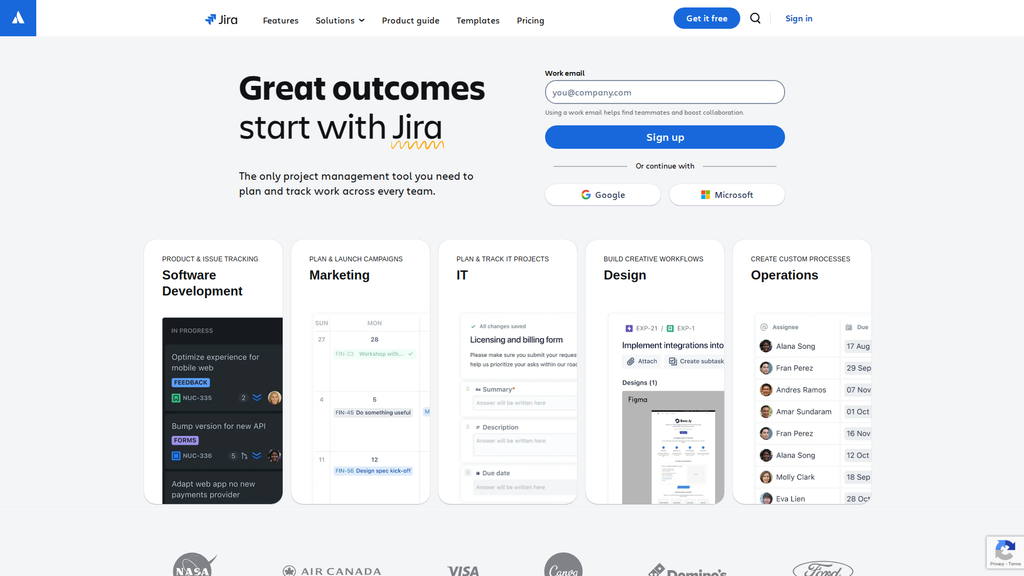 Jira
Features
Solutions
Product guide
Templates
Pricing
Get it free
Sign in
Great outcomes
start with Jira
The only project management tool you need to
plan and track work across every team.
Work email
you@company.com
Using a work email helps find teammates and boost collaboration.
Sign up
Or continue with
Google
Microsoft
PRODUCT & ISSUE TRACKING
Software
Development
IN PROGRESS
Optimize experience for
mobile web
FEEDBACK
NUC-335
2
Bump version for new API
FORMS
NUC-336
5
Adapt web app no new
payments provider
PLAN & LAUNCH CAMPAIGNS
Marketing
SUN
MON
27
28
FIN-23 Workshop with...
4
5
FIN-45 Do something useful
M
11
12
FIN-56 Design spec kick-off
PLAN & TRACK IT PROJECTS
IT
All changes saved
Licensing and billing form
Please make sure you submit your reques
help us prioritize your asks within our roa
Aa Summary*
Answer will be written here
Description
Answer will be written here
Due date
Answer will be written here
BUILD CREATIVE WORKFLOWS
Design
EXP-21 / EXP-1
Implement integrations into
Attach
Create subtask
Designs (1)
Figma
CREATE CUSTOM PROCESSES
Operations
Assignee
Due
Alana Song
17 Aug
Fran Perez
29 Sep
Andres Ramos
07 Nov
Amar Sundaram
01 Oct
Fran Perez
16 Nov
Alana Song
12 Oct
Molly Clark
18 Sep
Eva Lien
28 Oct
NASA
AIR CANADA
VISA
Canva
Domino's
Ford
Privacy - Terms